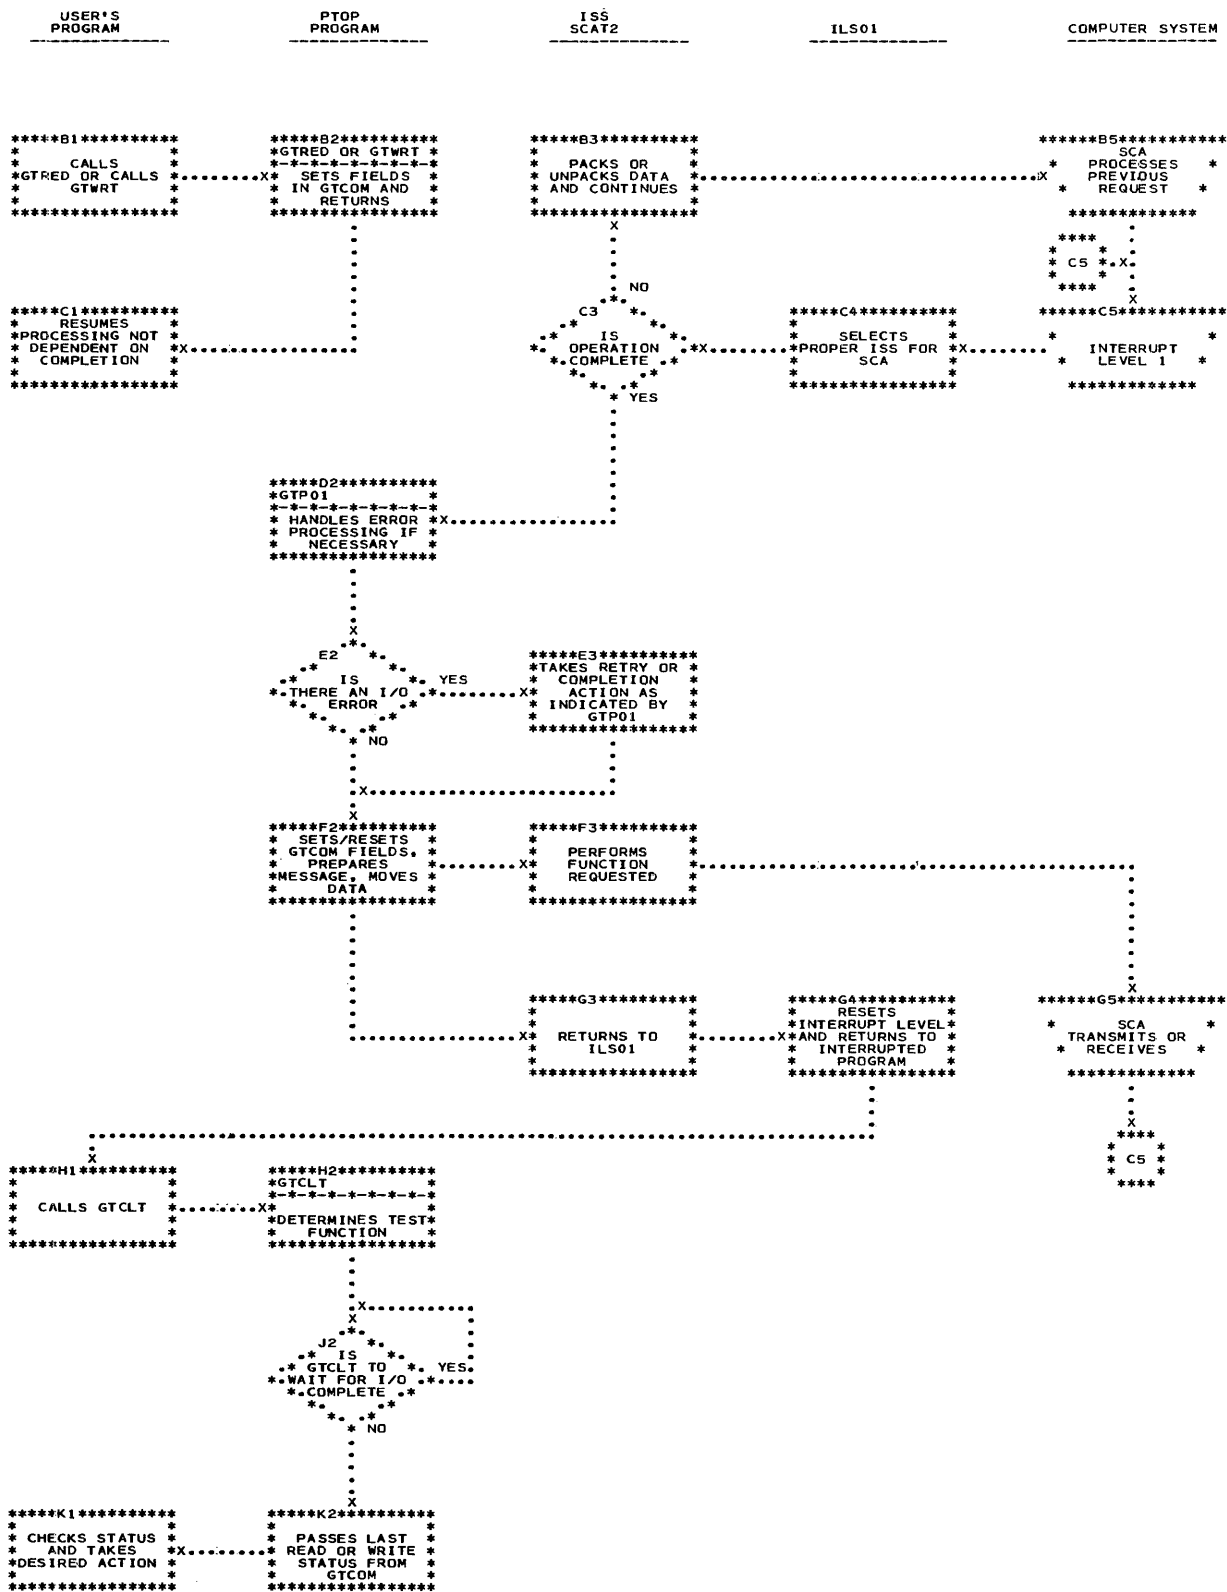 USER'S PROGRAM
PTOP PROGRAM
ISS SCAT2
ILS01
COMPUTER SYSTEM
B1
CALLS
GTRED OR CALLS
GTWRT
B2
GTRED OR GTWRT
SETS FIELDS
IN GTCOM AND
RETURNS
B3
PACKS OR
UNPACKS DATA
AND CONTINUES
B5
SCA
PROCESSES
PREVIOUS
REQUEST
C5
NO
C1
RESUMES
PROCESSING NOT
DEPENDENT ON
COMPLETION
C3
IS
OPERATION
COMPLETE
YES
C4
SELECTS
PROPER ISS FOR
SCA
C5
INTERRUPT
LEVEL 1
D2
GTP01
HANDLES ERROR
PROCESSING IF
NECESSARY
E2
IS
THERE AN I/O
ERROR
YES
NO
E3
TAKES RETRY OR
COMPLETION
ACTION AS
INDICATED BY
GTP01
F2
SETS/RESETS
GTCOM FIELDS,
PREPARES
MESSAGE, MOVES
DATA
F3
PERFORMS
FUNCTION
REQUESTED
G3
RETURNS TO
ILS01
G4
RESETS
INTERRUPT LEVEL
AND RETURNS TO
INTERRUPTED
PROGRAM
G5
SCA
TRANSMITS OR
RECEIVES
C5
H1
CALLS GTCLT
H2
GTCLT
DETERMINES TEST
FUNCTION
J2
IS
GTCLT TO
WAIT FOR I/O
COMPLETE
YES
NO
K1
CHECKS STATUS
AND TAKES
DESIRED ACTION
K2
PASSES LAST
READ OR WRITE
STATUS FROM
GTCOM